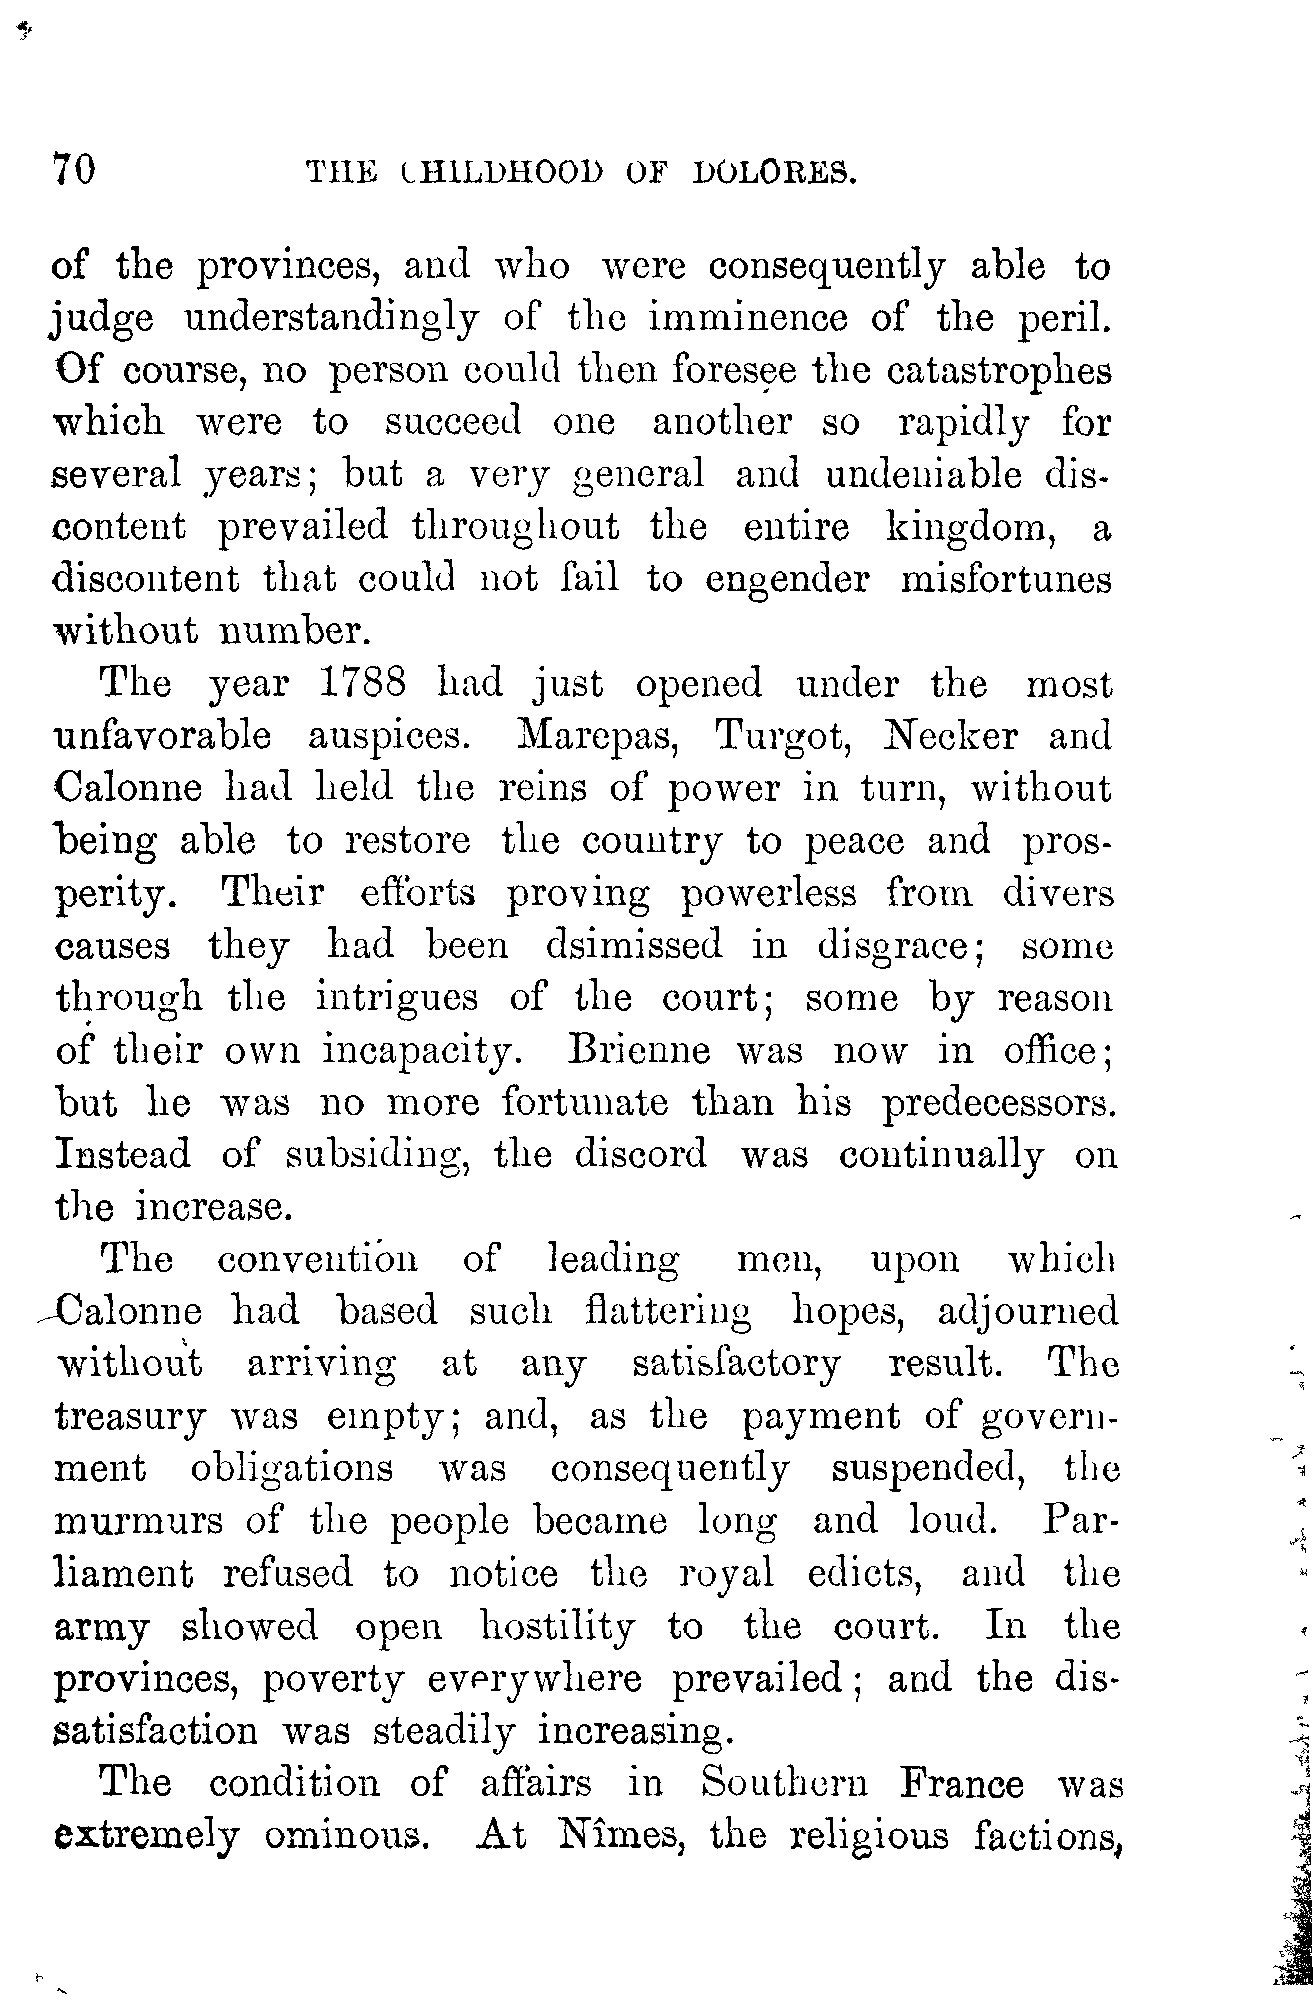 70 THE CHILDHOOD OF DOLORES.
of the provinces, and who were consequently able to
judge understandingly of the imminence of the peril.
Of course, no person could then foresee the catastrophes
which were to succeed one another so rapidly for
several years; but a very general and undeniable dis-
content prevailed throughout the entire kingdom, a
discontent that could not fail to engender misfortunes
without number.
The year 1788 had just opened under the most
unfavorable auspices. Marepas, Turgot, Necker and
Calonne had held the reins of power in turn, without
being able to restore the country to peace and pros-
perity. Their efforts proving powerless from divers
causes they had been dsimissed in disgrace; some
through the intrigues of the court; some by reason
of their own incapacity. Brienne was now in office;
but he was no more fortunate than his predecessors.
Instead of subsiding, the discord was continually on
the increase.
The convention of leading men, upon which
Calonne had based such flattering hopes, adjourned
without arriving at any satisfactory result. The
treasury was empty; and, as the payment of govern-
ment obligations was consequently suspended, the
murmurs of the people became long and loud. Par-
liament refused to notice the royal edicts, and the
army showed open hostility to the court. In the
provinces, poverty everywhere prevailed; and the dis-
satisfaction was steadily increasing.
The condition of affairs in Southern France was
extremely ominous. At Nîmes, the religious factions,